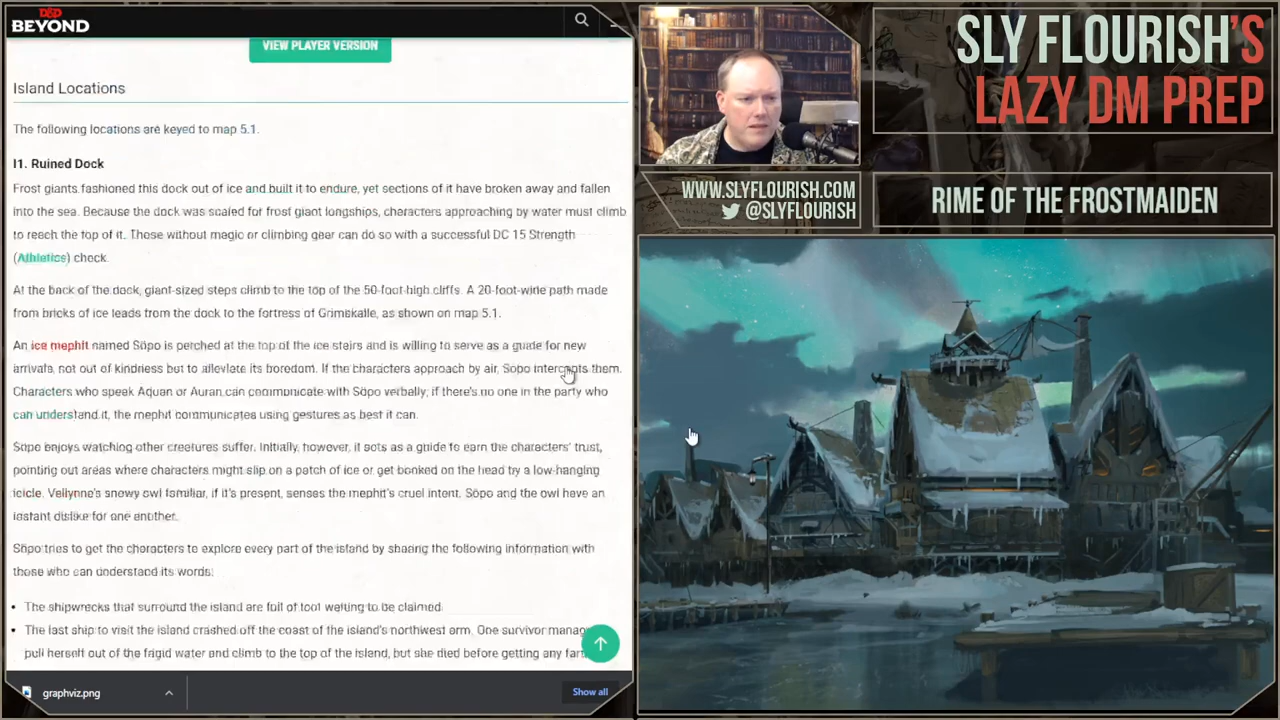 D&D
BEYOND
VIEW PLAYER VERSION
Island Locations
The following locations are keyed to map 5.1.
I1. Ruined Dock
Frost giants fashioned this dock out of ice and built it to endure, yet sections of it have broken away and fallen
into the sea. Because the dock was scaled for frost giant longships, characters approaching by water must climb
to reach the top of it. Those without magic or climbing gear can do so with a successful DC 15 Strength
(Athletics) check.
At the back of the dock, giant-sized steps climb to the top of the 50-foot-high cliffs. A 20-foot-wide path made
from bricks of ice leads from the dock to the fortress of Grimskalle, as shown on map 5.1.
An ice mephit named Sopo is perched at the top of the ice stairs and is willing to serve as a guide for new
arrivals, not out of kindness but to alleviate its boredom. If the characters approach by air, Sopo intercepts them.
Characters who speak Aquan or Auran can communicate with Sopo verbally; if there's no one in the party who
can understand it, the mephit communicates using gestures as best it can.
Sopo enjoys watching other creatures suffer. Initially, however, it acts as a guide to earn the characters' trust,
pointing out areas where characters might slip on a patch of ice or get bonked on the head by a low-hanging
icicle. Vellynne's snowy owl familiar, if it's present, senses the mephit's cruel intent. Sopo and the owl have an
instant dislike for one another.
Sopo tries to get the characters to explore every part of the island by sharing the following information with
those who can understand its words:
• The shipwrecks that surround the island are full of loot waiting to be claimed.
• The last ship to visit the island crashed off the coast of the island's northwest arm. One survivor manag
pull herself out of the frigid water and climb to the top of the island, but she died before getting any fart
graphviz.png
Show all
SLY FLOURISH'S
LAZY DM PREP
WWW.SLYFLOURISH.COM
@SLYFLOURISH
RIME OF THE FROSTMAIDEN